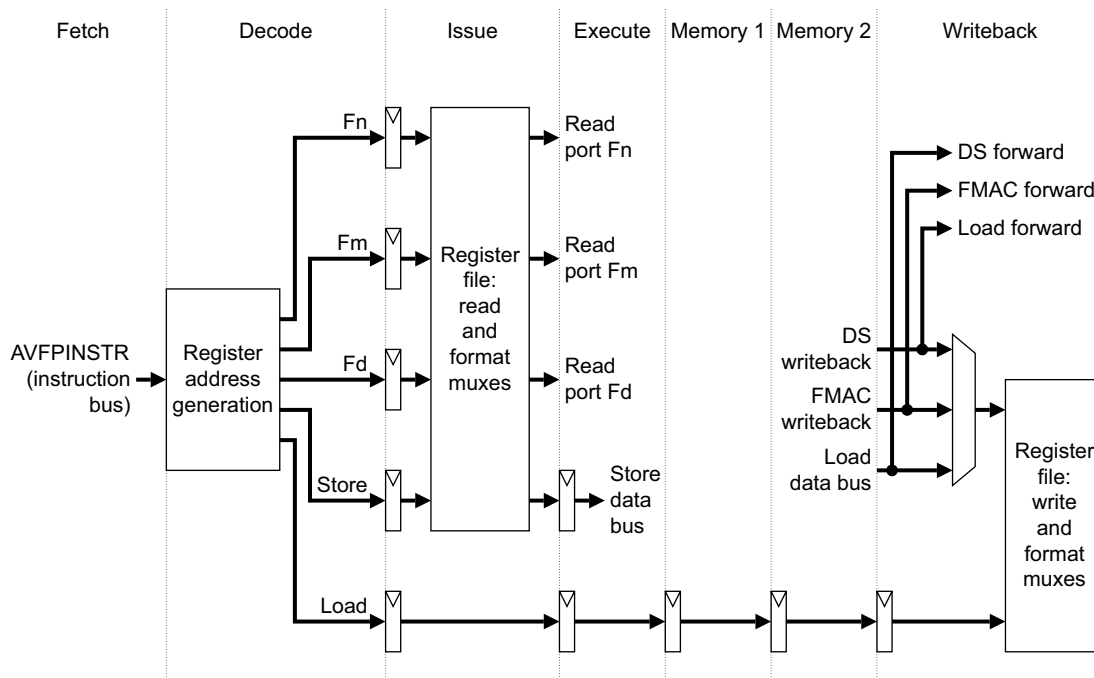 Fetch
Decode
Issue
Execute
Memory 1
Memory 2
Writeback
Fn
Read
port Fn
DS forward
FMAC forward
Load forward
Fm
Register
file:
read
and
format
muxes
Read
port Fm
AVFPINSTR
(instruction
bus)
Register
address
generation
Fd
Read
port Fd
DS
writeback
FMAC
writeback
Load
data bus
Register
file:
write
and
format
muxes
Store
Store
data
bus
Load